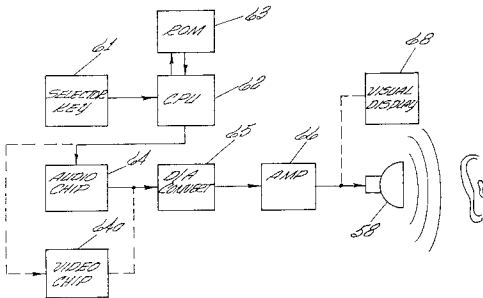 63
ROM
61
68
SELECTOR
KEY
CPU
62
VISUAL
DISPLAY
64
65
66
AUDIO
CHIP
D/A
CONVERT
AMP
58
640
VIDEO
CHIP